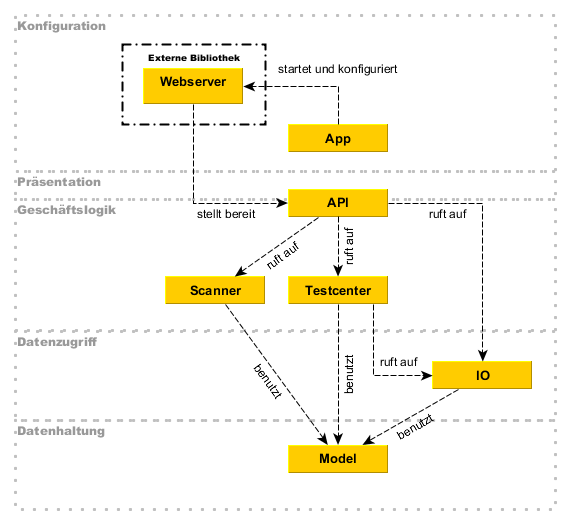 Konfiguration
Externe Bibliothek
Webserver
startet und konfiguriert
App
Präsentation
API
Geschäftslogik
stellt bereit
ruft auf
ruft auf
ruft auf
Scanner
Testcenter
Datenzugriff
ruft auf
IO
benutzt
benutzt
benutzt
Datenhaltung
Model